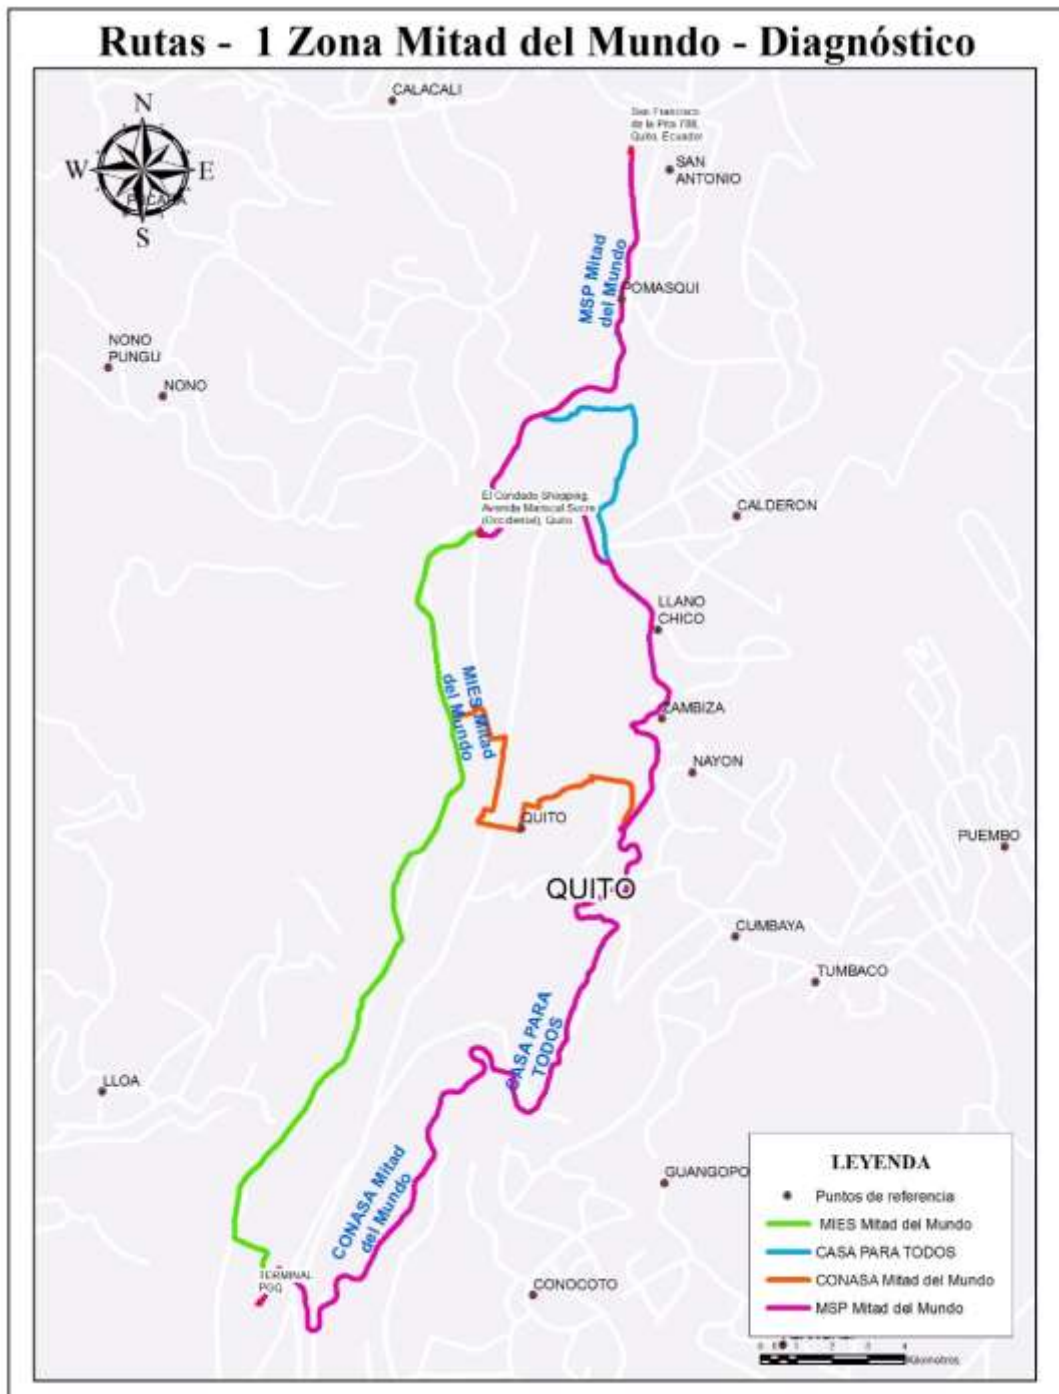 Rutas - 1 Zona Mitad del Mundo - Diagnóstico
CALACALI
N
W
E
S
San Francisco
de la Pita 788,
Quito, Ecuador
SAN
ANTONIO
MSP Mitad
del Mundo
POMASQUI
NONO
PUNGU
NONO
El Condado Shopping,
Avenida Mariscal Sucre
(Occidental), Quito
CALDERON
LLANO
CHICO
MIES Mitad
del Mundo
ZAMBIZA
NAYON
QUITO
PUEMBO
QUITO
CUMBAYA
TUMBACO
CASA PARA
TODOS
LLOA
CONASA Mitad
del Mundo
GUANGOPO
TERMINAL
PGQ
CONOCOTO
LEYENDA
Puntos de referencia
MIES Mitad del Mundo
CASA PARA TODOS
CONASA Mitad del Mundo
MSP Mitad del Mundo
Kilometros